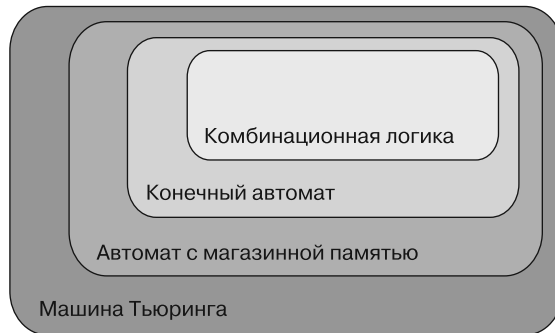 Комбинационная логика
Конечный автомат
Автомат с магазинной памятью
Машина Тьюринга